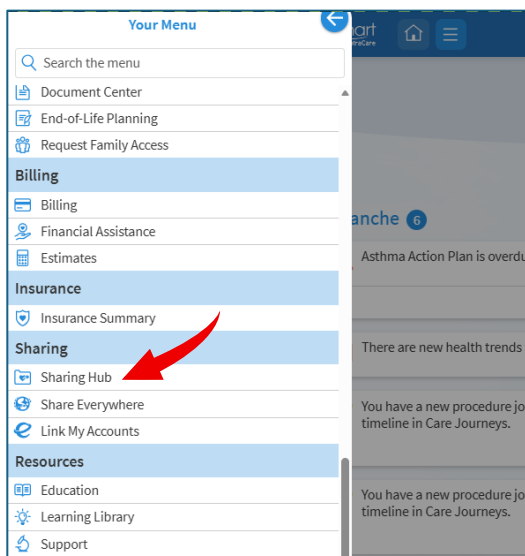 Your Menu
Search the menu
Document Center
End-of-Life Planning
Request Family Access
Billing
Billing
Financial Assistance
Estimates
Insurance
Insurance Summary
Sharing
Sharing Hub
Share Everywhere
Link My Accounts
Resources
Education
Learning Library
Support
art
anche 6
Asthma Action Plan is overdu
There are new health trends
You have a new procedure jo
timeline in Care Journeys.
You have a new procedure jo
timeline in Care Journeys.